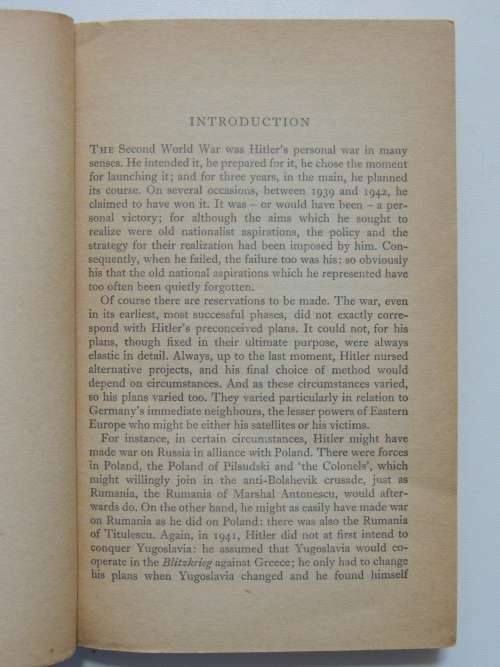 INTRODUCTION
THE Second World War was Hitler's personal war in many
senses. He intended it, he prepared for it, he chose the moment
for launching it; and for three years, in the main, he planned
its course. On several occasions, between 1939 and 1942, he
claimed to have won it. It was – or would have been – a per-
sonal victory; for although the aims which he sought to
realize were old nationalist aspirations, the policy and the
strategy for their realization had been imposed by him. Con-
sequently, when he failed, the failure too was his: so obviously
his that the old national aspirations which he represented have
too often been quietly forgotten.
Of course there are reservations to be made. The war, even
in its earliest, most successful phases, did not exactly corre-
spond with Hitler's preconceived plans. It could not, for his
plans, though fixed in their ultimate purpose, were always
elastic in detail. Always, up to the last moment, Hitler nursed
alternative projects, and his final choice of method would
depend on circumstances. And as these circumstances varied,
so his plans varied too. They varied particularly in relation to
Germany's immediate neighbours, the lesser powers of Eastern
Europe who might be either his satellites or his victims.
For instance, in certain circumstances, Hitler might have
made war on Russia in alliance with Poland. There were forces
in Poland, the Poland of Pilsudski and 'the Colonels', which
might willingly join in the anti-Bolshevik crusade, just as
Rumania, the Rumania of Marshal Antonescu, would after-
wards do. On the other hand, he might as easily have made war
on Rumania as he did on Poland: there was also the Rumania
of Titulescu. Again, in 1941, Hitler did not at first intend to
conquer Yugoslavia: he assumed that Yugoslavia would co-
operate in the Blitzkrieg against Greece; he only had to change
his plans when Yugoslavia changed and he found himself